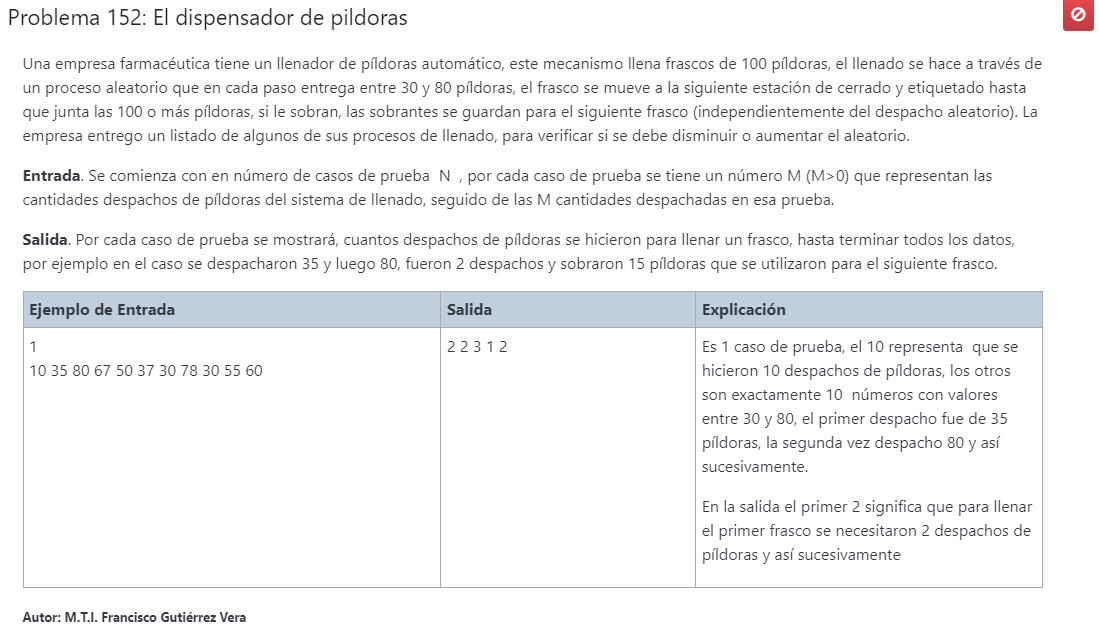 Problema 152: El dispensador de pildoras
Una empresa farmacéutica tiene un llenador de píldoras automático, este mecanismo llena frascos de 100 píldoras, el llenado se hace a través de
un proceso aleatorio que en cada paso entrega entre 30 y 80 píldoras, el frasco se mueve a la siguiente estación de cerrado y etiquetado hasta
que junta las 100 o más píldoras, si le sobran, las sobrantes se guardan para el siguiente frasco (independientemente del despacho aleatorio). La
empresa entrego un listado de algunos de sus procesos de llenado, para verificar si se debe disminuir o aumentar el aleatorio.
Entrada. Se comienza con en número de casos de prueba N , por cada caso de prueba se tiene un número M (M>0) que representan las
cantidades despachos de píldoras del sistema de llenado, seguido de las M cantidades despachadas en esa prueba.
Salida. Por cada caso de prueba se mostrará, cuantos despachos de píldoras se hicieron para llenar un frasco, hasta terminar todos los datos,
por ejemplo en el caso se despacharon 35 y luego 80, fueron 2 despachos y sobraron 15 píldoras que se utilizaron para el siguiente frasco.
Ejemplo de Entrada
Salida
Explicación
1
10 35 80 67 50 37 30 78 30 55 60
2 2 3 1 2
Es 1 caso de prueba, el 10 representa que se
hicieron 10 despachos de píldoras, los otros
son exactamente 10 números con valores
entre 30 y 80, el primer despacho fue de 35
píldoras, la segunda vez despacho 80 y así
sucesivamente.
En la salida el primer 2 significa que para llenar
el primer frasco se necesitaron 2 despachos de
píldoras y así sucesivamente
Autor: M.T.I. Francisco Gutiérrez Vera